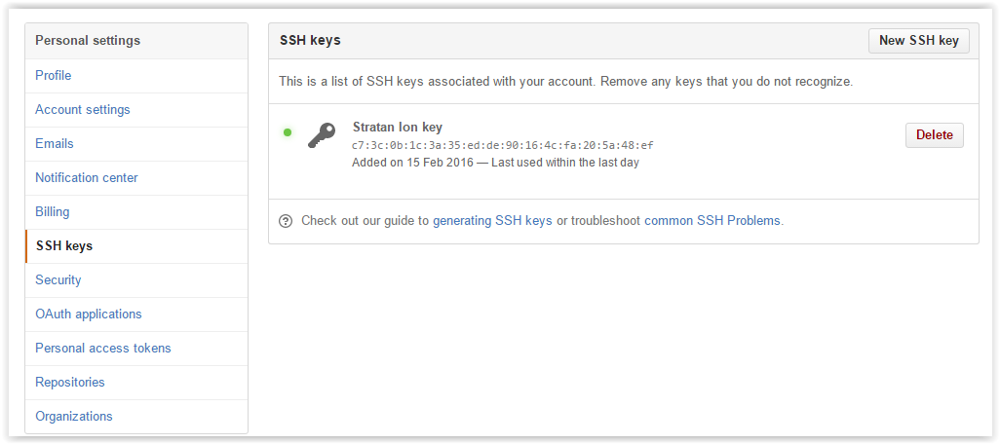 Personal settings
Profile
Account settings
Emails
Notification center
Billing
SSH keys
Security
OAuth applications
Personal access tokens
Repositories
Organizations
SSH keys
New SSH key
This is a list of SSH keys associated with your account. Remove any keys that you do not recognize.
Stratan Ion key
c7:3c:0b:1c:3a:35:ed:de:90:16:4c:fa:20:5a:48:ef
Added on 15 Feb 2016 — Last used within the last day
Delete
Check out our guide to generating SSH keys or troubleshoot common SSH Problems.